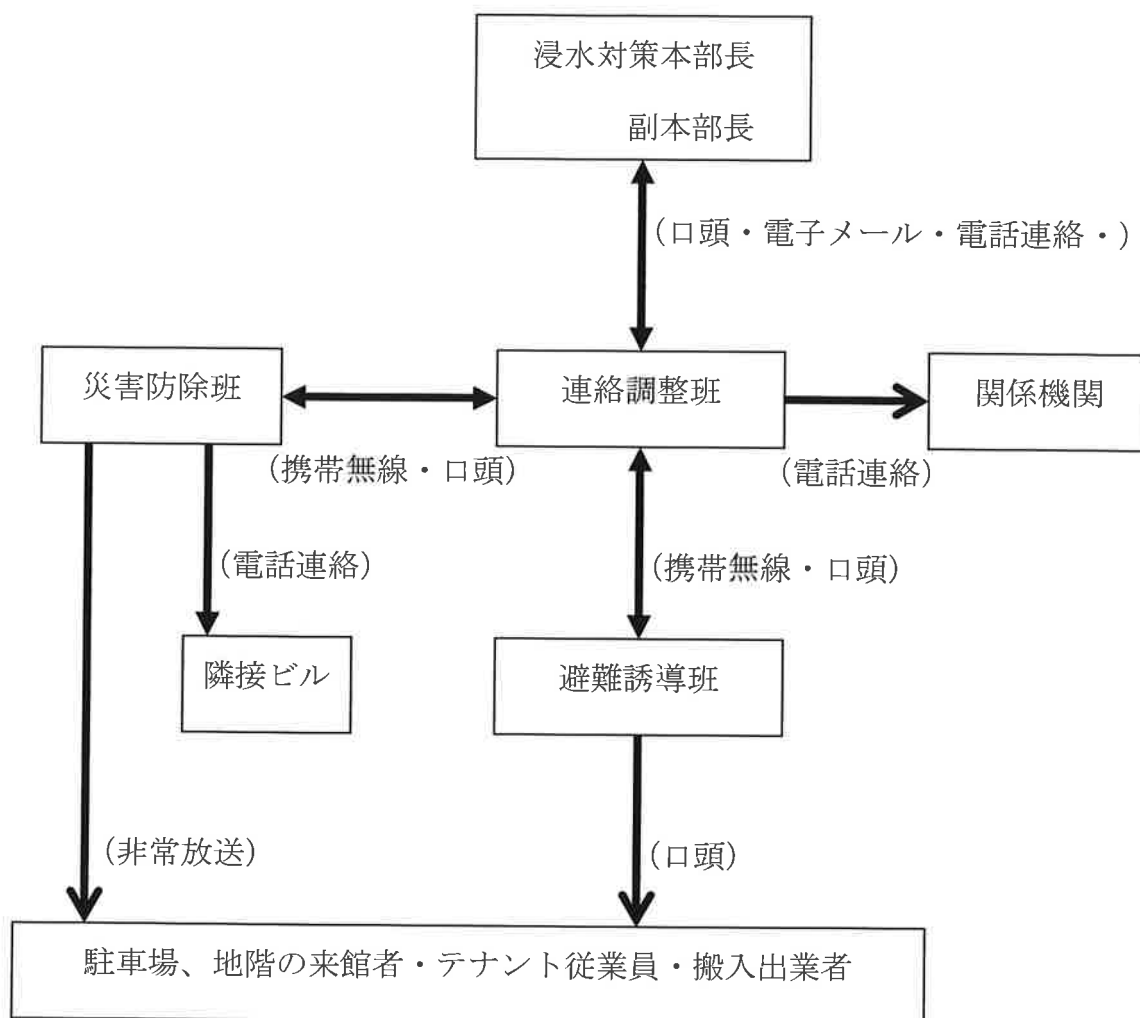 浸水対策本部長
副本部長
(口頭・電子メール・電話連絡・)
災害防除班
連絡調整班
関係機関
(携帯無線・口頭)
(電話連絡)
(電話連絡)
(携帯無線・口頭)
隣接ビル
避難誘導班
(非常放送)
(口頭)
駐車場、地階の来館者・テナント従業員・搬入出業者